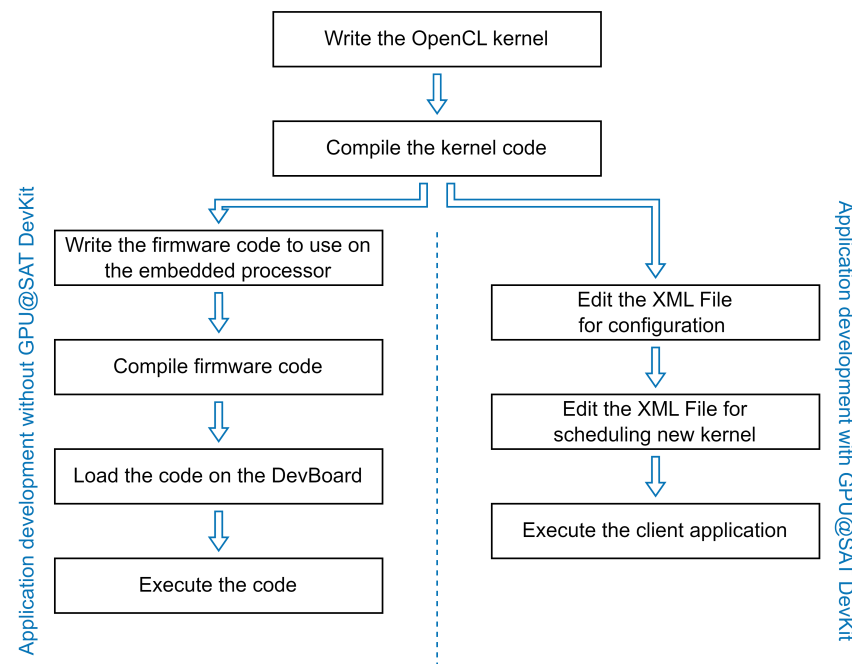 Write the OpenCL kernel
Compile the kernel code
Application development without GPU@SAT DevKit
Write the firmware code to use on
the embedded processor
Compile firmware code
Load the code on the DevBoard
Execute the code
Edit the XML File
for configuration
Edit the XML File for
scheduling new kernel
Execute the client application
Application development with GPU@SAT DevKit